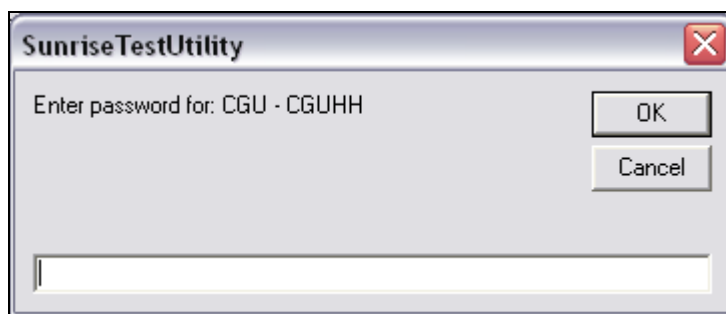 SunriseTestUtility
Enter password for: CGU - CGUHH
OK
Cancel